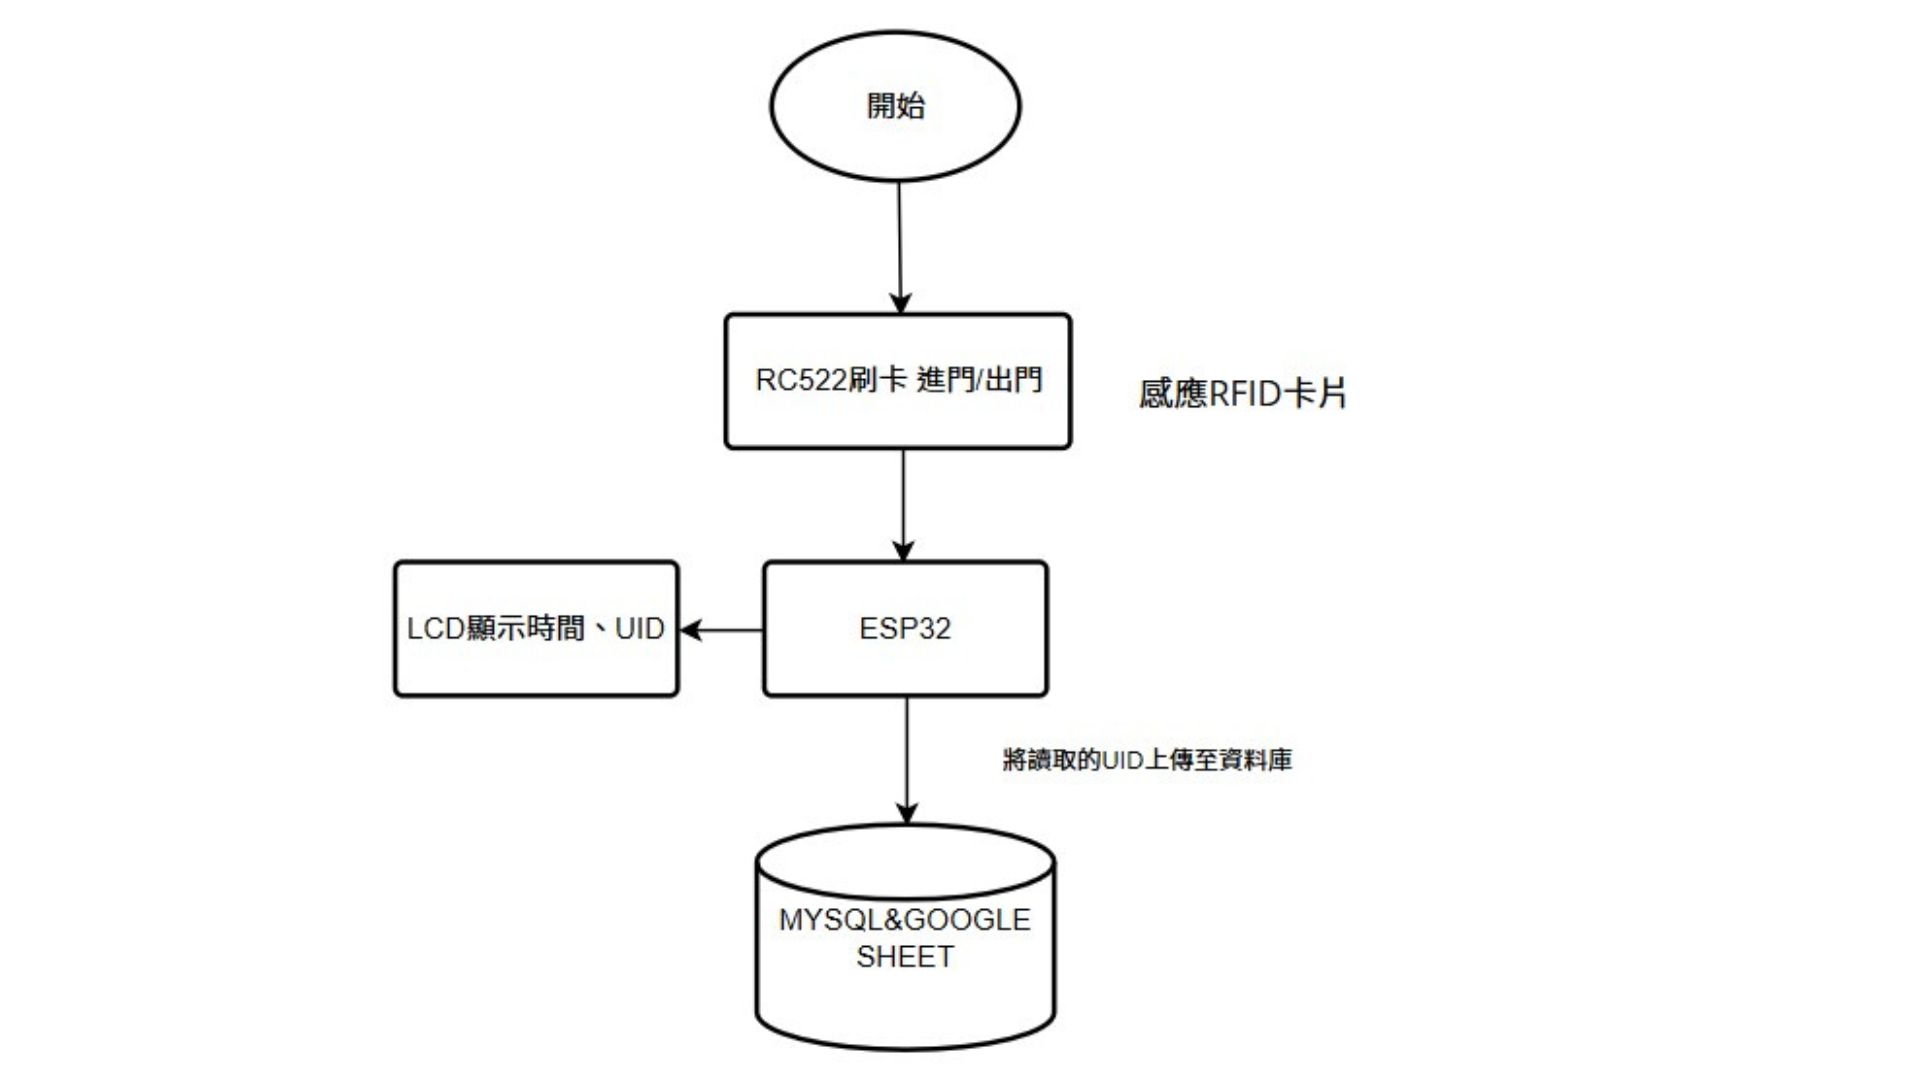 開始
RC522刷卡 進門/出門
感應RFID卡片
LCD顯示時間、UID
ESP32
將讀取的UID上傳至資料庫
MYSQL&GOOGLE
SHEET